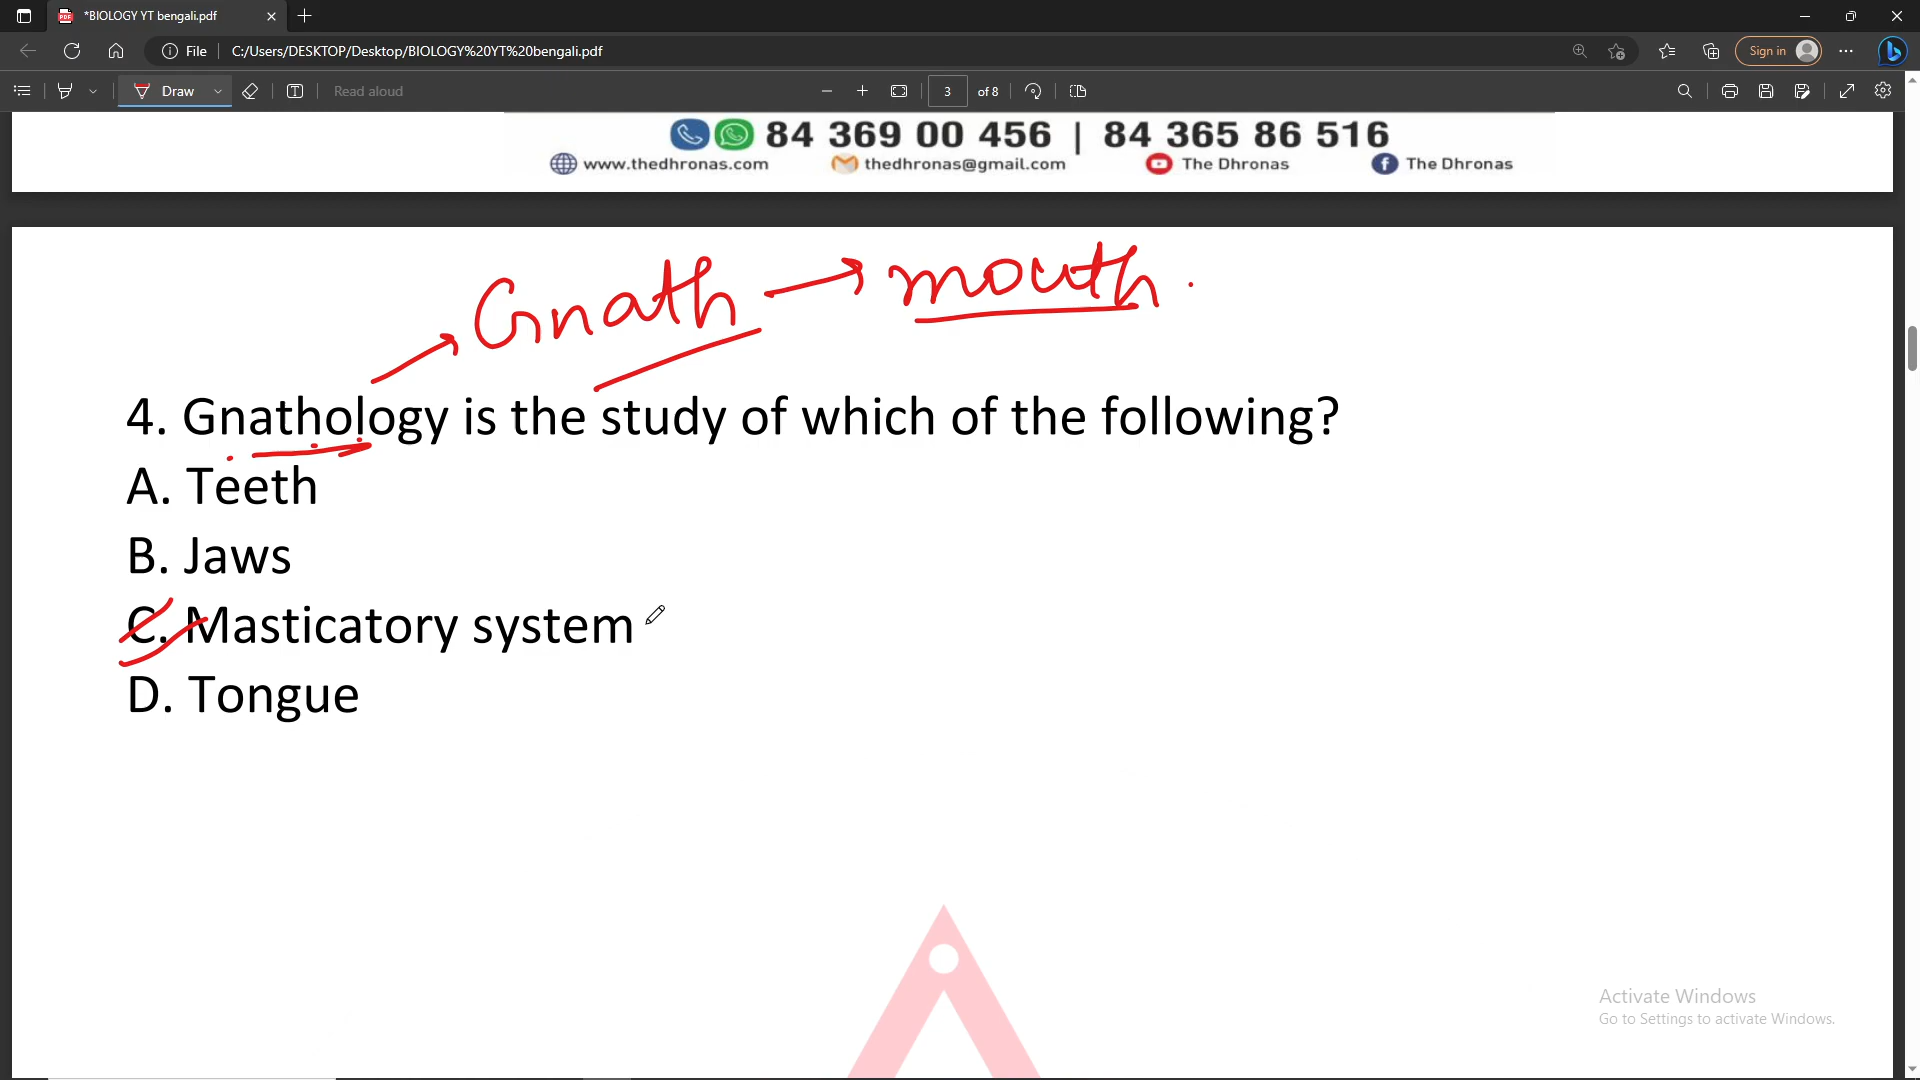 *BIOLOGY YT bengali.pdf
File C:/Users/DESKTOP/Desktop/BIOLOGY%20YT%20bengali.pdf Sign in
Draw Read aloud 3 of 8
84 369 00 456 | 84 365 86 516
www.thedhronas.com thedhronas@gmail.com The Dhronas The Dhronas
Gnath → mouth.
4. Gnathology is the study of which of the following?
A. Teeth
B. Jaws
C. Masticatory system
D. Tongue
Activate Windows
Go to Settings to activate Windows.